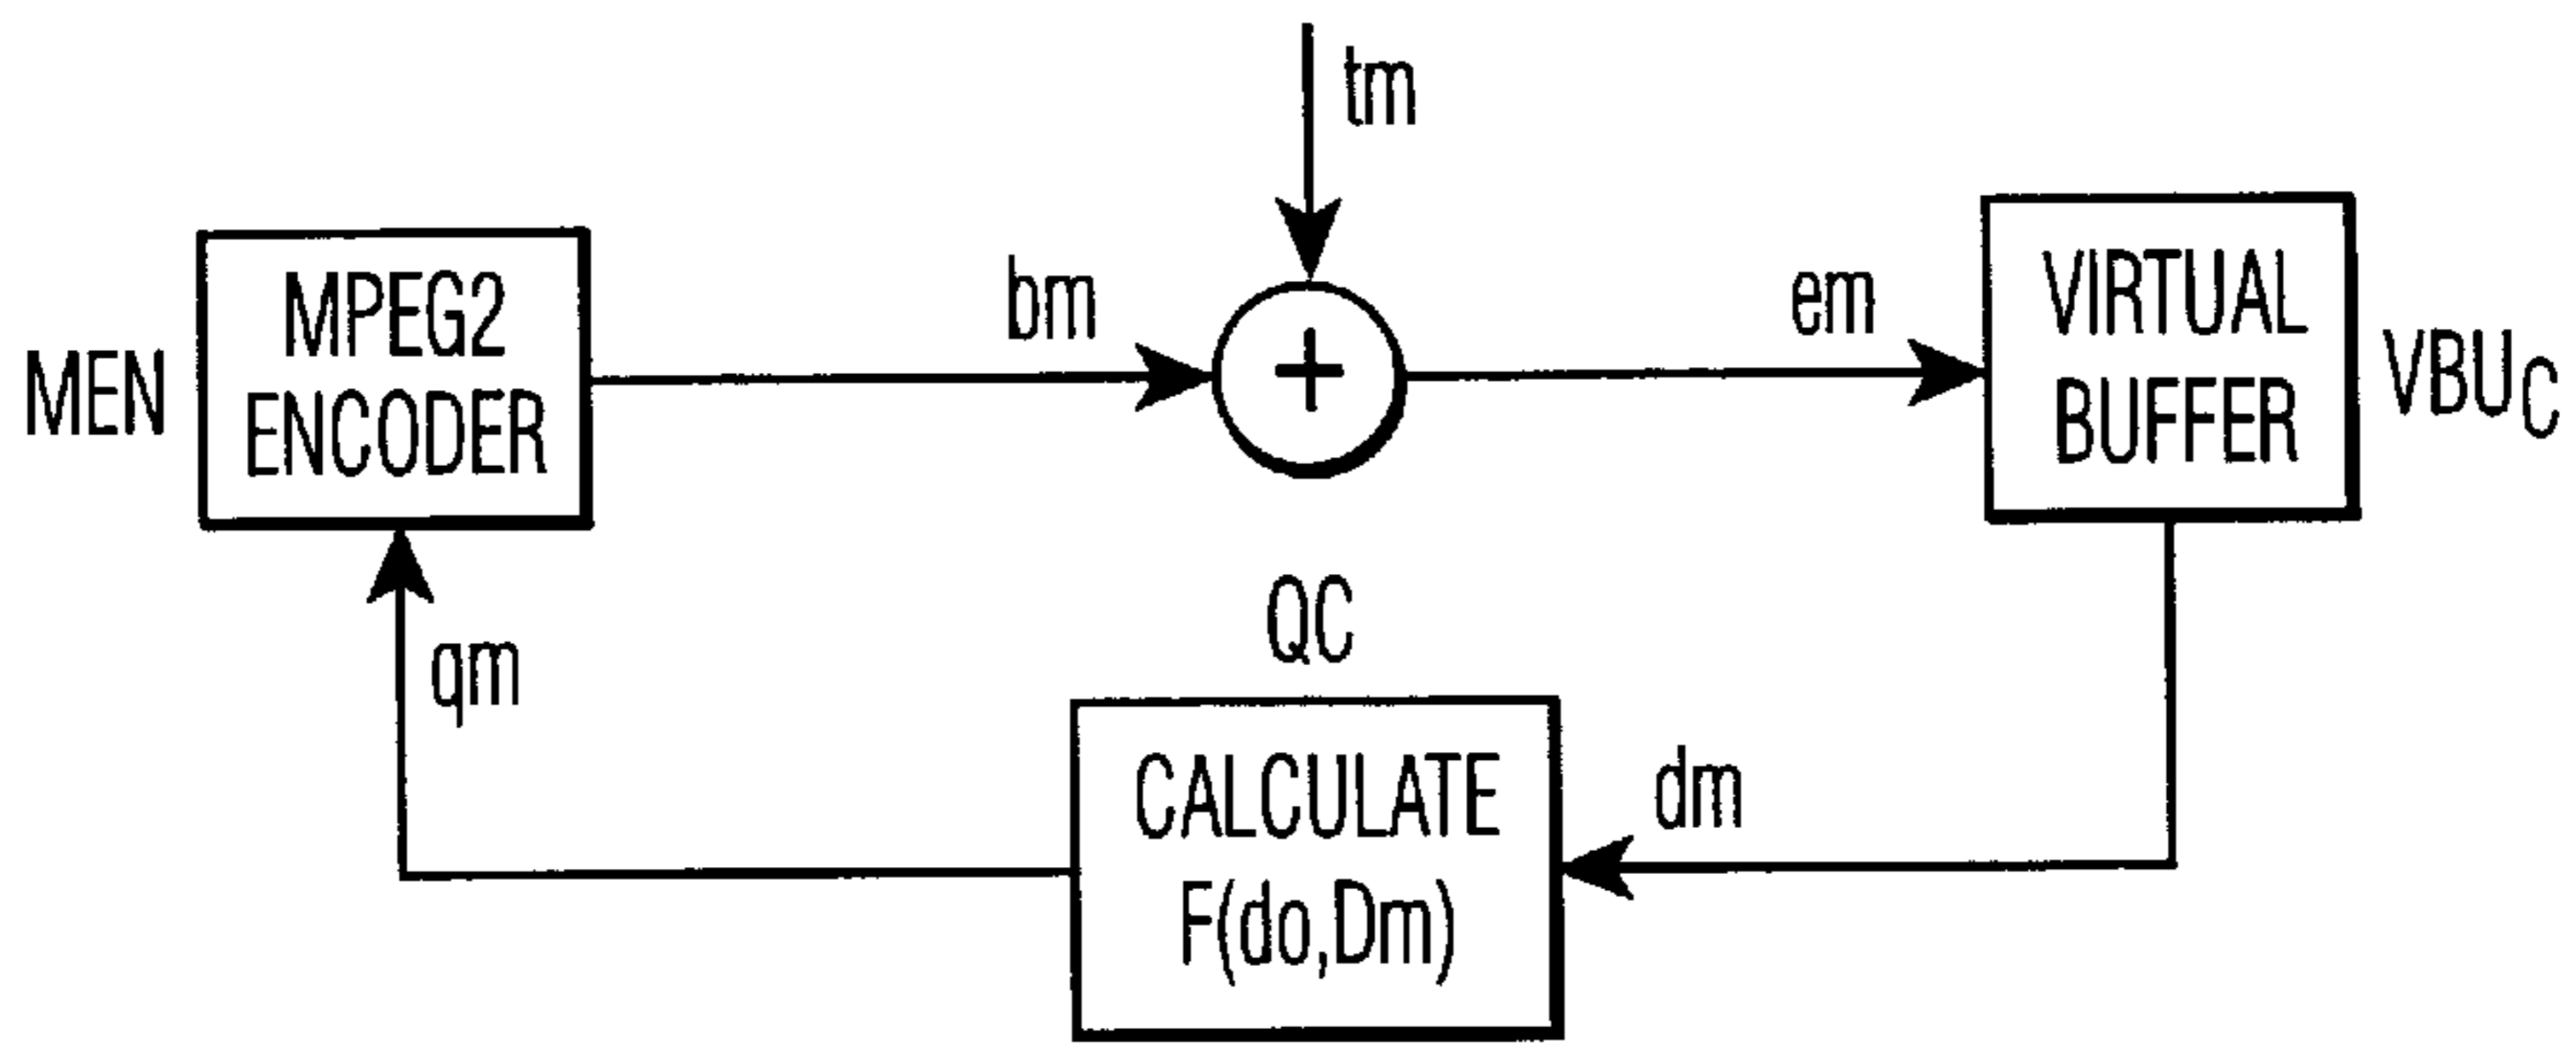 tm
MEN
MPEG2
ENCODER
bm
+
em
VIRTUAL
BUFFER
VBUC
qm
QC
CALCULATE
F(do,Dm)
dm